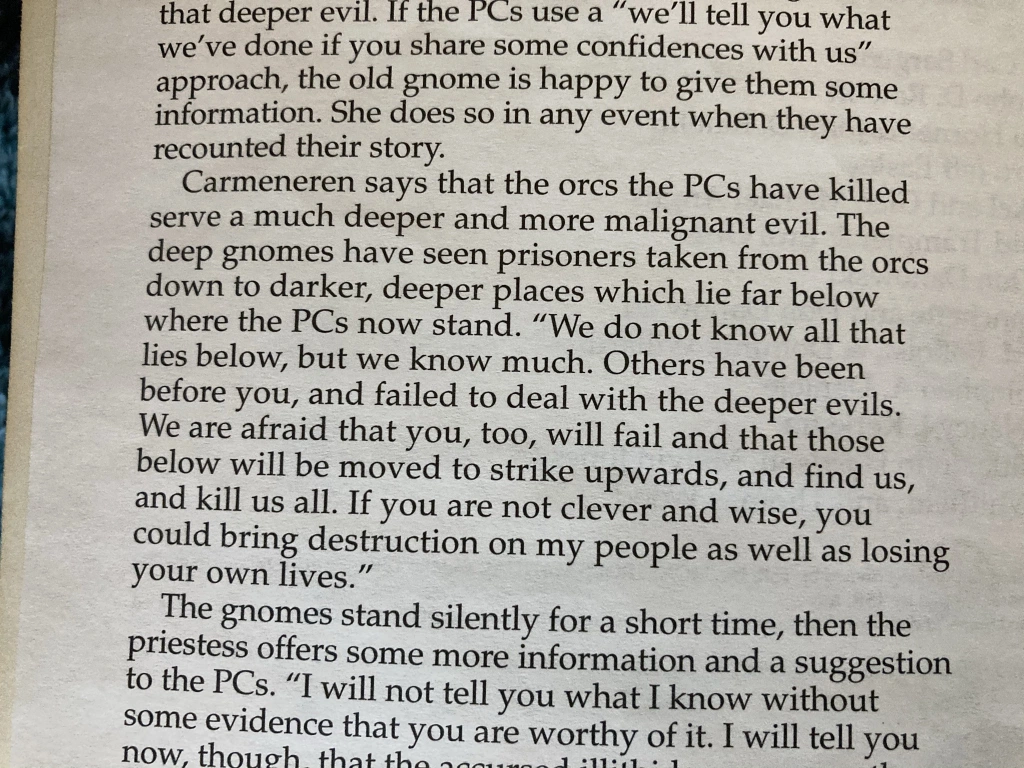 that deeper evil. If the PCs use a “we’ll tell you what
we’ve done if you share some confidences with us”
approach, the old gnome is happy to give them some
information. She does so in any event when they have
recounted their story.
Carmeneren says that the orcs the PCs have killed
serve a much deeper and more malignant evil. The
deep gnomes have seen prisoners taken from the orcs
down to darker, deeper places which lie far below
where the PCs now stand. “We do not know all that
lies below, but we know much. Others have been
before you, and failed to deal with the deeper evils.
We are afraid that you, too, will fail and that those
below will be moved to strike upwards, and find us,
and kill us all. If you are not clever and wise, you
could bring destruction on my people as well as losing
your own lives.”
The gnomes stand silently for a short time, then the
priestess offers some more information and a suggestion
to the PCs. “I will not tell you what I know without
some evidence that you are worthy of it. I will tell you
now, though, that the accursed